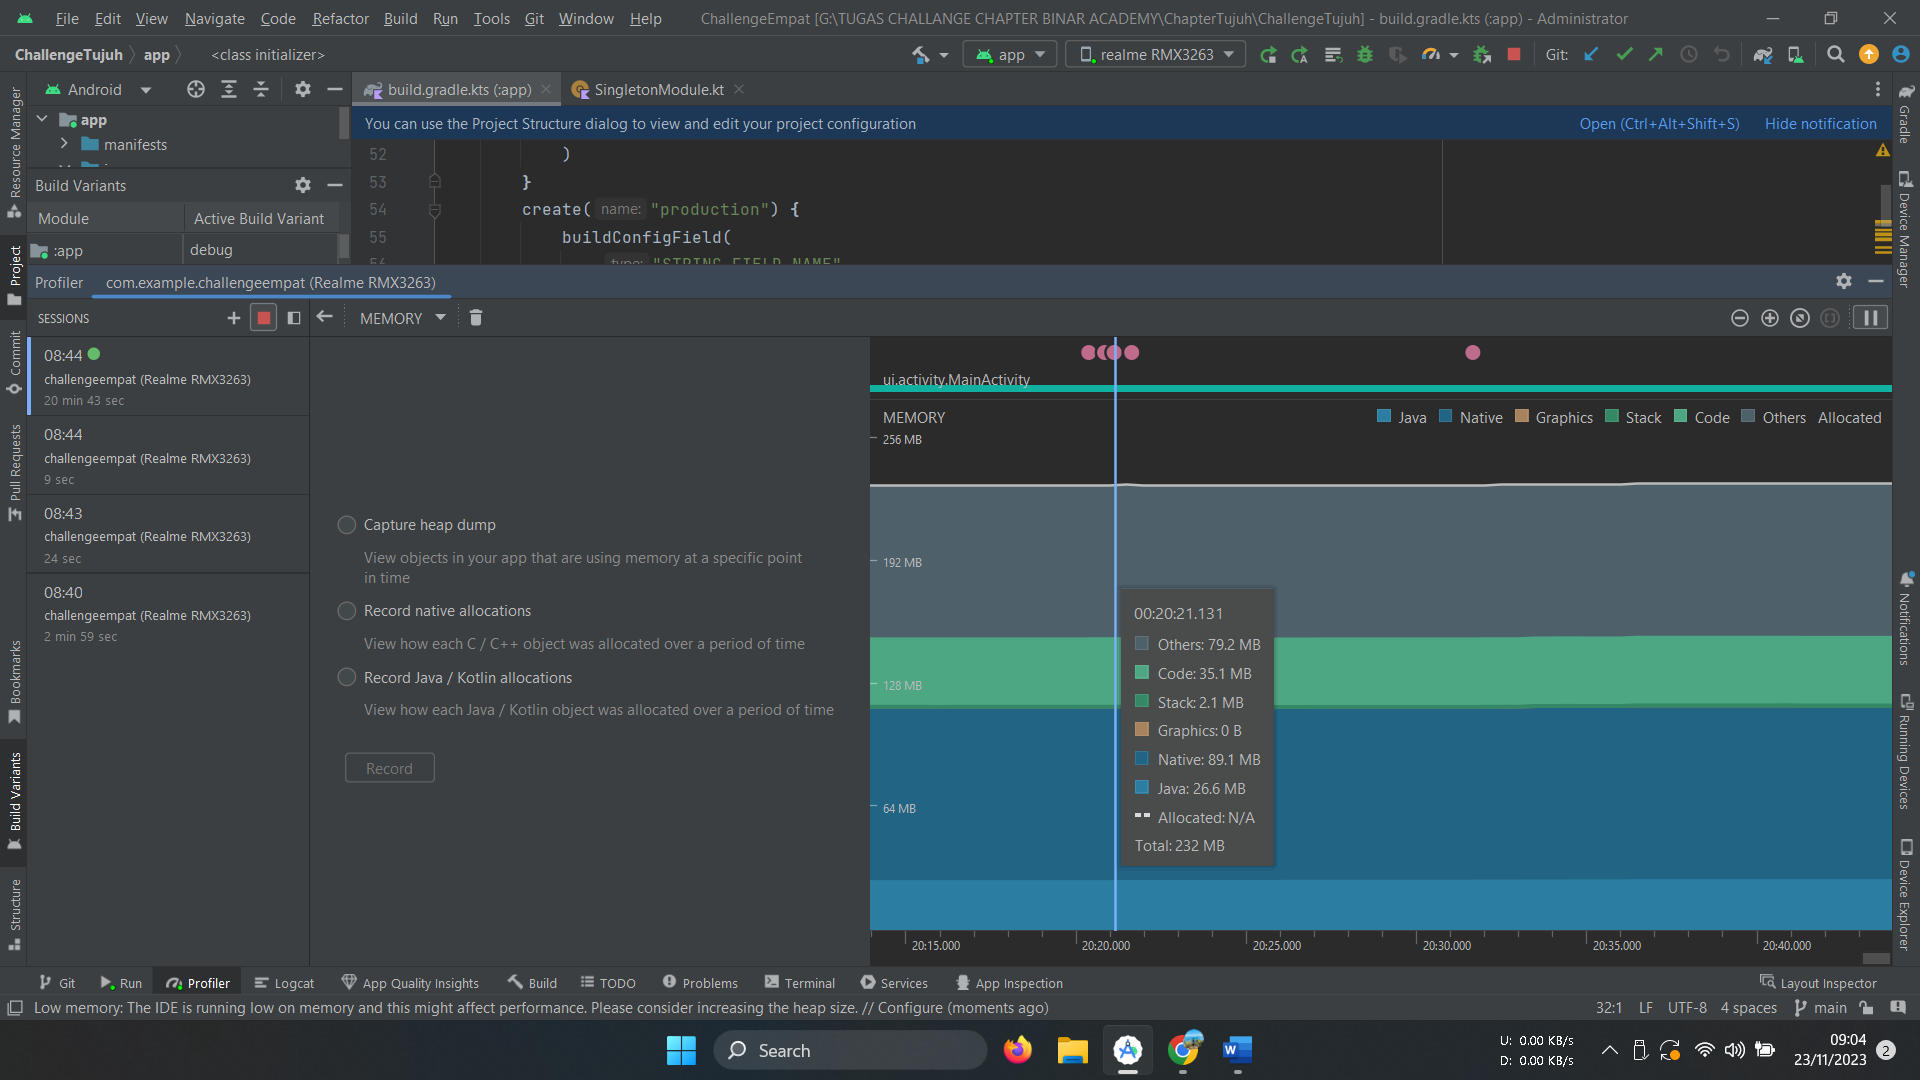 File Edit View Navigate Code Refactor Build Run Tools Git Window Help ChallengeEmpat [G:\TUGAS CHALLANGE CHAPTER BINAR ACADEMY\ChapterTujuh\ChallengeTujuh] - build.gradle.kts (:app) - Administrator
ChallengeTujuh app <class initializer> app realme RMX3263 Git:
Android build.gradle.kts (:app) SingletonModule.kt
app
manifests
You can use the Project Structure dialog to view and edit your project configuration Open (Ctrl+Alt+Shift+S) Hide notification
52 )
53 }
54 create( name: "production") {
55 buildConfigField(
56 type: "STRING_FIELD_NAME"
Build Variants
Module Active Build Variant
:app debug
Profiler com.example.challengeempat (Realme RMX3263)
SESSIONS MEMORY
08:44
challengeempat (Realme RMX3263)
20 min 43 sec
08:44
challengeempat (Realme RMX3263)
9 sec
08:43
challengeempat (Realme RMX3263)
24 sec
08:40
challengeempat (Realme RMX3263)
2 min 59 sec
Capture heap dump
View objects in your app that are using memory at a specific point
in time
Record native allocations
View how each C / C++ object was allocated over a period of time
Record Java / Kotlin allocations
View how each Java / Kotlin object was allocated over a period of time
Record
ui.activity.MainActivity
MEMORY Java Native Graphics Stack Code Others Allocated
256 MB
192 MB
128 MB
64 MB
00:20:21.131
Others: 79.2 MB
Code: 35.1 MB
Stack: 2.1 MB
Graphics: 0 B
Native: 89.1 MB
Java: 26.6 MB
Allocated: N/A
Total: 232 MB
20:15.000 20:20.000 20:25.000 20:30.000 20:35.000 20:40.000
Resource Manager
Project
Commit
Pull Requests
Bookmarks
Build Variants
Structure
Gradle
Device Manager
Notifications
Running Devices
Device Explorer
Git Run Profiler Logcat App Quality Insights Build TODO Problems Terminal Services App Inspection Layout Inspector
Low memory: The IDE is running low on memory and this might affect performance. Please consider increasing the heap size. // Configure (moments ago) 32:1 LF UTF-8 4 spaces main
Search
U: 0.00 KB/s
D: 0.00 KB/s
09:04
23/11/2023
2